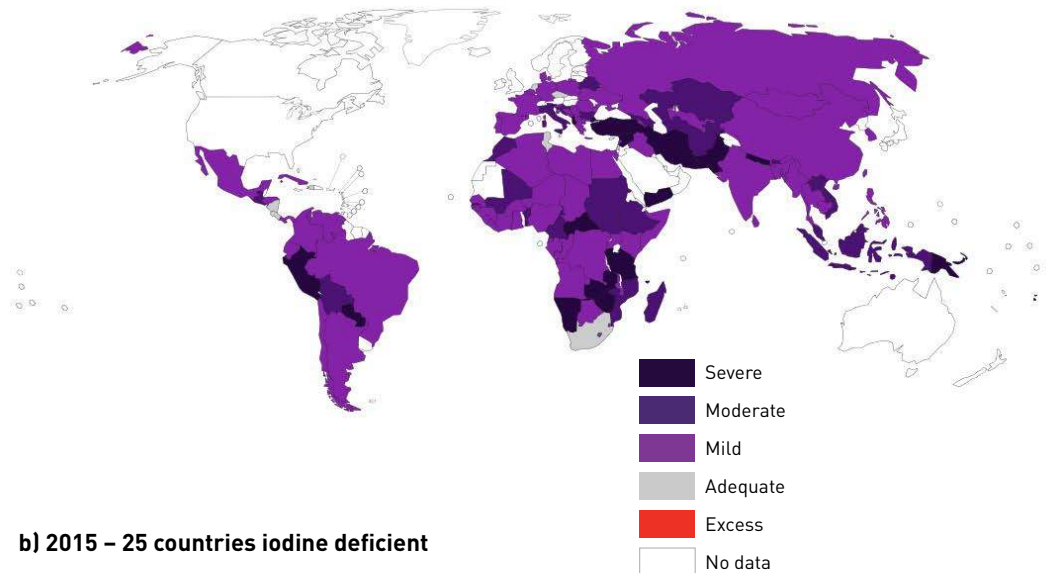 Severe
Moderate
Mild
Adequate
Excess
No data
b) 2015 – 25 countries iodine deficient